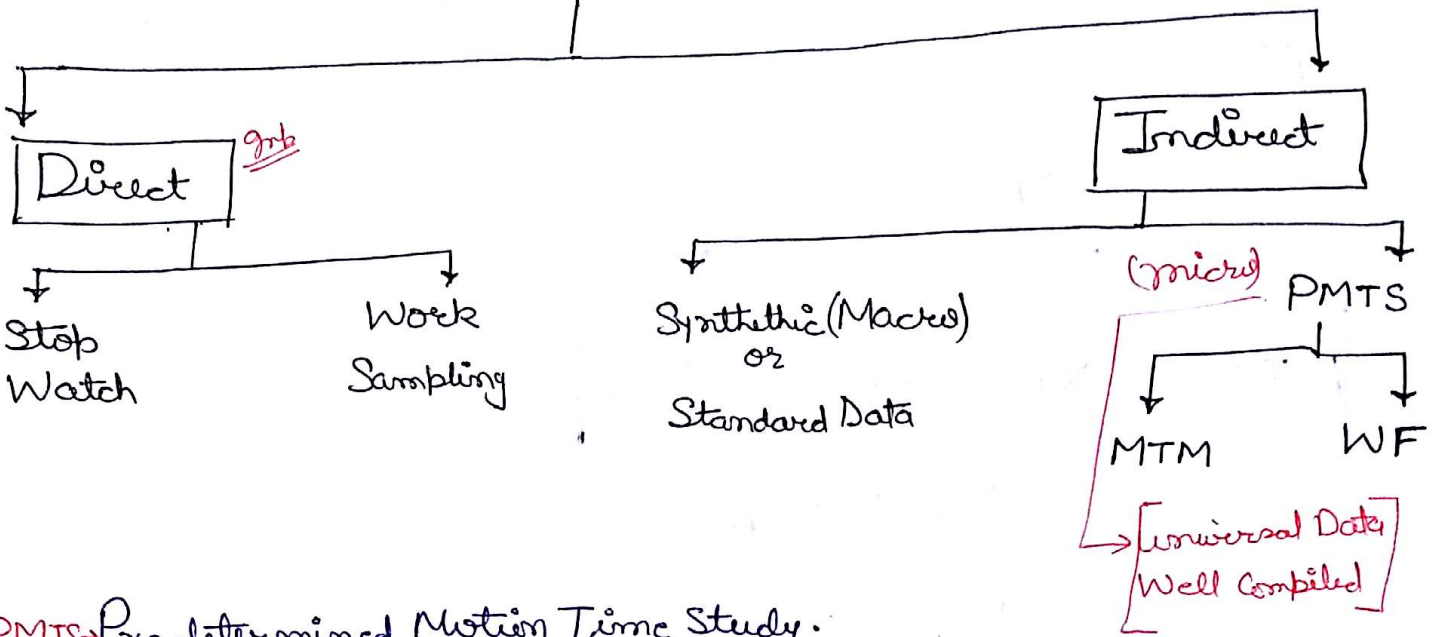 Direct
Imp
Indirect
Stop
Watch
Work
Sampling
Synthethic (Macro)
or
Standard Data
(micro)
PMTS
MTM
WF
[universal Data
Well Compiled]
PMTS → Pre determined Motion Time Study.